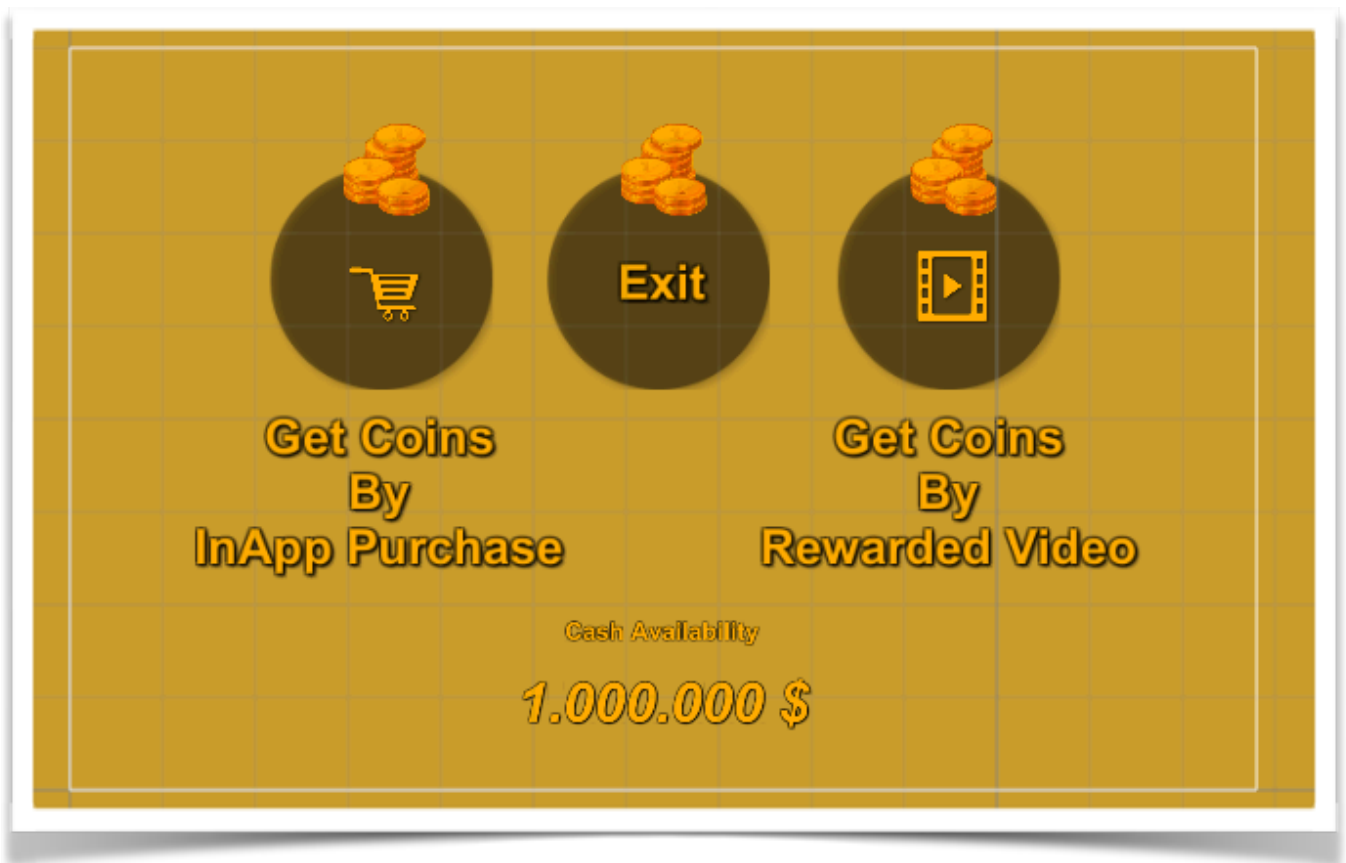 Exit
Get Coins
By
InApp Purchase
Get Coins
By
Rewarded Video
Cash Availability
1.000.000 $